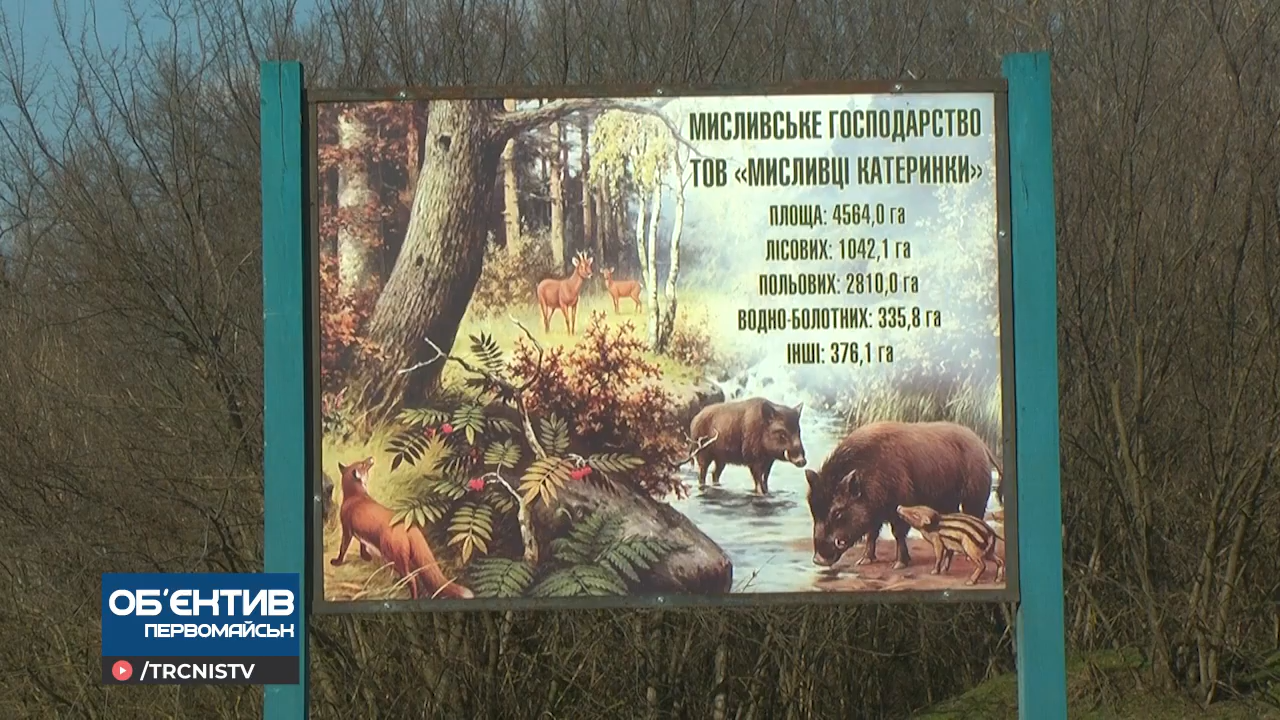 МИСЛИВСЬКЕ ГОСПОДАРСТВО
ТОВ «МИСЛИВЦІ КАТЕРИНКИ»
ПЛОЩА: 4564,0 га
ЛІСОВИХ: 1042,1 га
ПОЛЬОВИХ: 2810,0 га
ВОДНО-БОЛОТНИХ: 335,8 га
ІНШІ: 376,1 га
ОБ'ЄКТИВ
ПЕРВОМАЙСЬК
/TRCNISTV